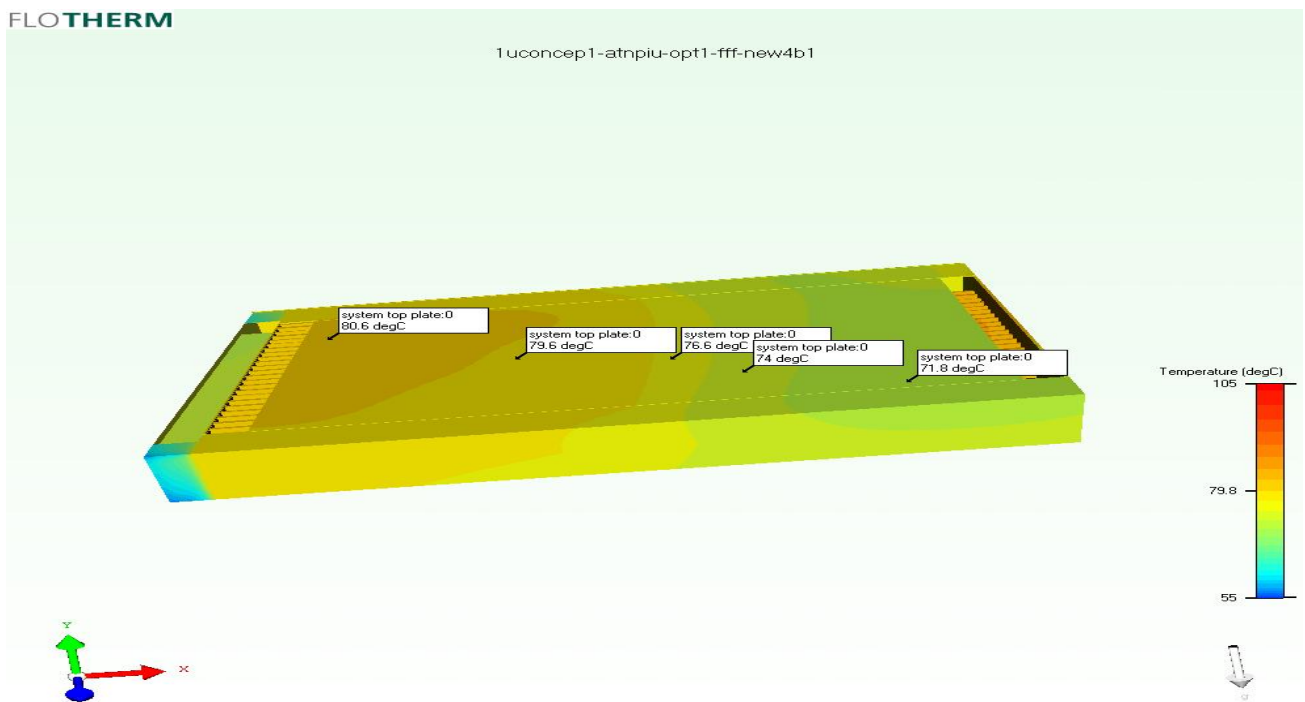 FLOTHERM
1uconcep1-atnpiu-opt1-fff-new4b1
system top plate:0
80.6 degC
system top plate:0
79.6 degC
system top plate:0
76.6 degC
system top plate:0
74 degC
system top plate:0
71.8 degC
Temperature (degC)
105
79.8
55
Y
X
g